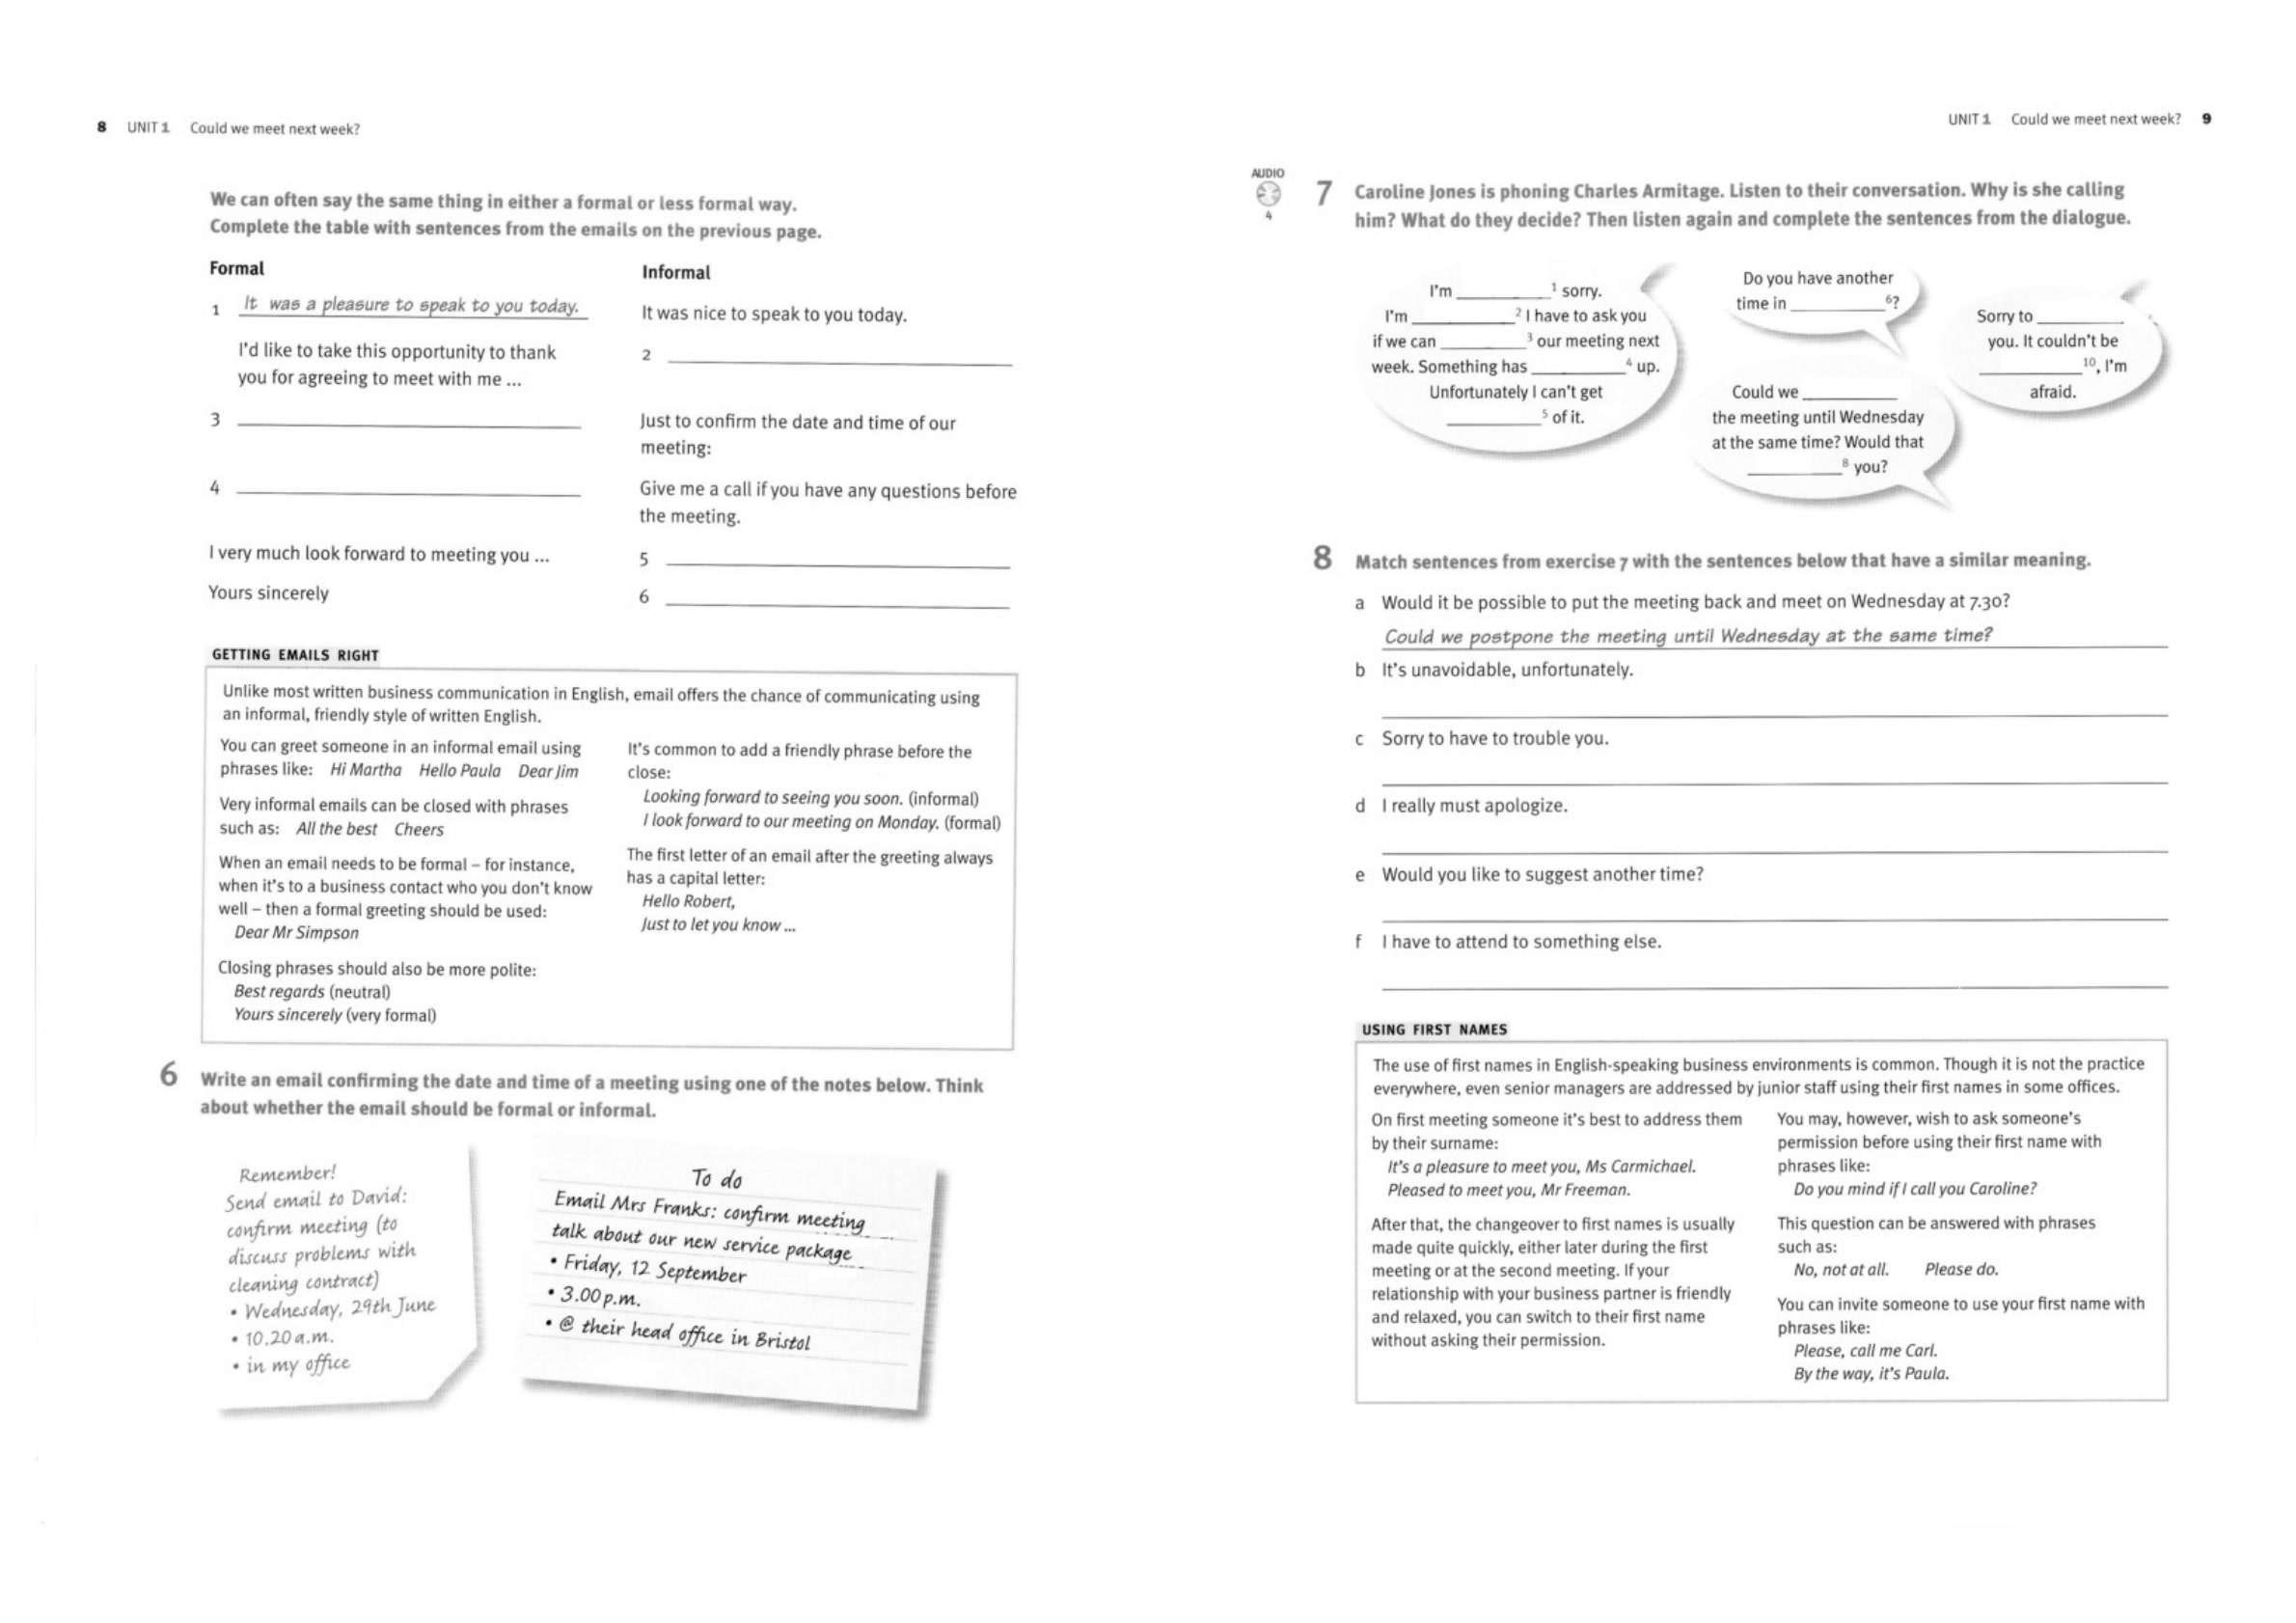 8 UNIT 1 Could we meet next week?
We can often say the same thing in either a formal or less formal way.
Complete the table with sentences from the emails on the previous page.
Formal
Informal
1 It was a pleasure to speak to you today.
It was nice to speak to you today.
I'd like to take this opportunity to thank
you for agreeing to meet with me ...
2
3
Just to confirm the date and time of our
meeting:
4
Give me a call if you have any questions before
the meeting.
I very much look forward to meeting you ...
5
Yours sincerely
6
GETTING EMAILS RIGHT
Unlike most written business communication in English, email offers the chance of communicating using
an informal, friendly style of written English.
You can greet someone in an informal email using
phrases like: Hi Martha Hello Paula Dear Jim
Very informal emails can be closed with phrases
such as: All the best Cheers
When an email needs to be formal – for instance,
when it's to a business contact who you don't know
well – then a formal greeting should be used:
Dear Mr Simpson
Closing phrases should also be more polite:
Best regards (neutral)
Yours sincerely (very formal)
It's common to add a friendly phrase before the
close:
Looking forward to seeing you soon. (informal)
I look forward to our meeting on Monday. (formal)
The first letter of an email after the greeting always
has a capital letter:
Hello Robert,
Just to let you know ...
6 Write an email confirming the date and time of a meeting using one of the notes below. Think
about whether the email should be formal or informal.
Remember!
Send email to David:
confirm meeting (to
discuss problems with
cleaning contract)
• Wednesday, 29th June
• 10.20 a.m.
• in my office
To do
Email Mrs Franks: confirm meeting
talk about our new service package
• Friday, 12 September
• 3.00 p.m.
• @ their head office in Bristol
UNIT 1 Could we meet next week? 9
AUDIO
4
7 Caroline Jones is phoning Charles Armitage. Listen to their conversation. Why is she calling
him? What do they decide? Then listen again and complete the sentences from the dialogue.
I'm ________ 1 sorry.
I'm ________ 2 I have to ask you
if we can ________ 3 our meeting next
week. Something has ________ 4 up.
Unfortunately I can't get
________ 5 of it.
Do you have another
time in ________ 6?
Could we ________
the meeting until Wednesday
at the same time? Would that
________ 8 you?
Sorry to ________
you. It couldn't be
________ 10, I'm
afraid.
8 Match sentences from exercise 7 with the sentences below that have a similar meaning.
a Would it be possible to put the meeting back and meet on Wednesday at 7.30?
Could we postpone the meeting until Wednesday at the same time?
b It's unavoidable, unfortunately.
c Sorry to have to trouble you.
d I really must apologize.
e Would you like to suggest another time?
f I have to attend to something else.
USING FIRST NAMES
The use of first names in English-speaking business environments is common. Though it is not the practice
everywhere, even senior managers are addressed by junior staff using their first names in some offices.
On first meeting someone it's best to address them
by their surname:
It's a pleasure to meet you, Ms Carmichael.
Pleased to meet you, Mr Freeman.
After that, the changeover to first names is usually
made quite quickly, either later during the first
meeting or at the second meeting. If your
relationship with your business partner is friendly
and relaxed, you can switch to their first name
without asking their permission.
You may, however, wish to ask someone's
permission before using their first name with
phrases like:
Do you mind if I call you Caroline?
This question can be answered with phrases
such as:
No, not at all. Please do.
You can invite someone to use your first name with
phrases like:
Please, call me Carl.
By the way, it's Paula.